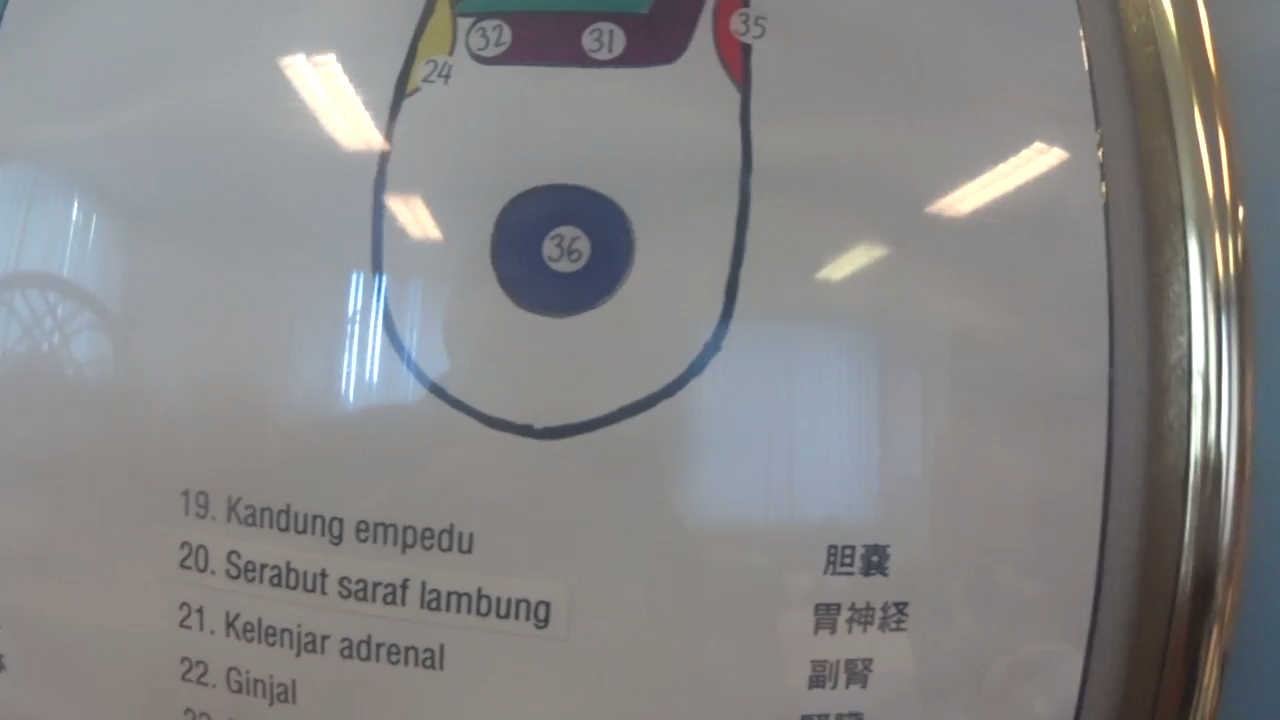 32
31
35
24
36
19. Kandung empedu 胆嚢
20. Serabut saraf lambung 胃神経
21. Kelenjar adrenal 副腎
22. Ginjal